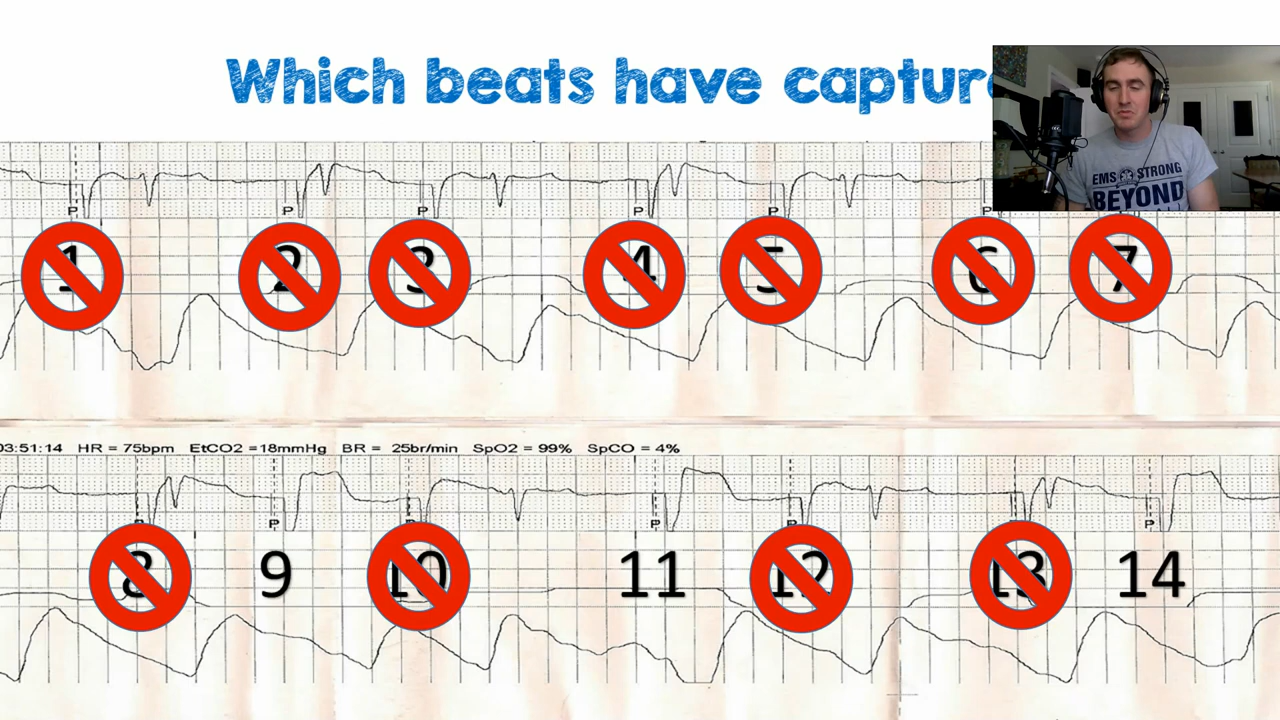 Which beats have capture
EMS STRONG
BEYOND
P P P P P P
1 2 3 4 5 6 7
03:51:14 HR = 75bpm EtCO2 =18mmHg BR = 25br/min SpO2 = 99% SpCO = 4%
P P P P P P P
8 9 10 11 12 13 14